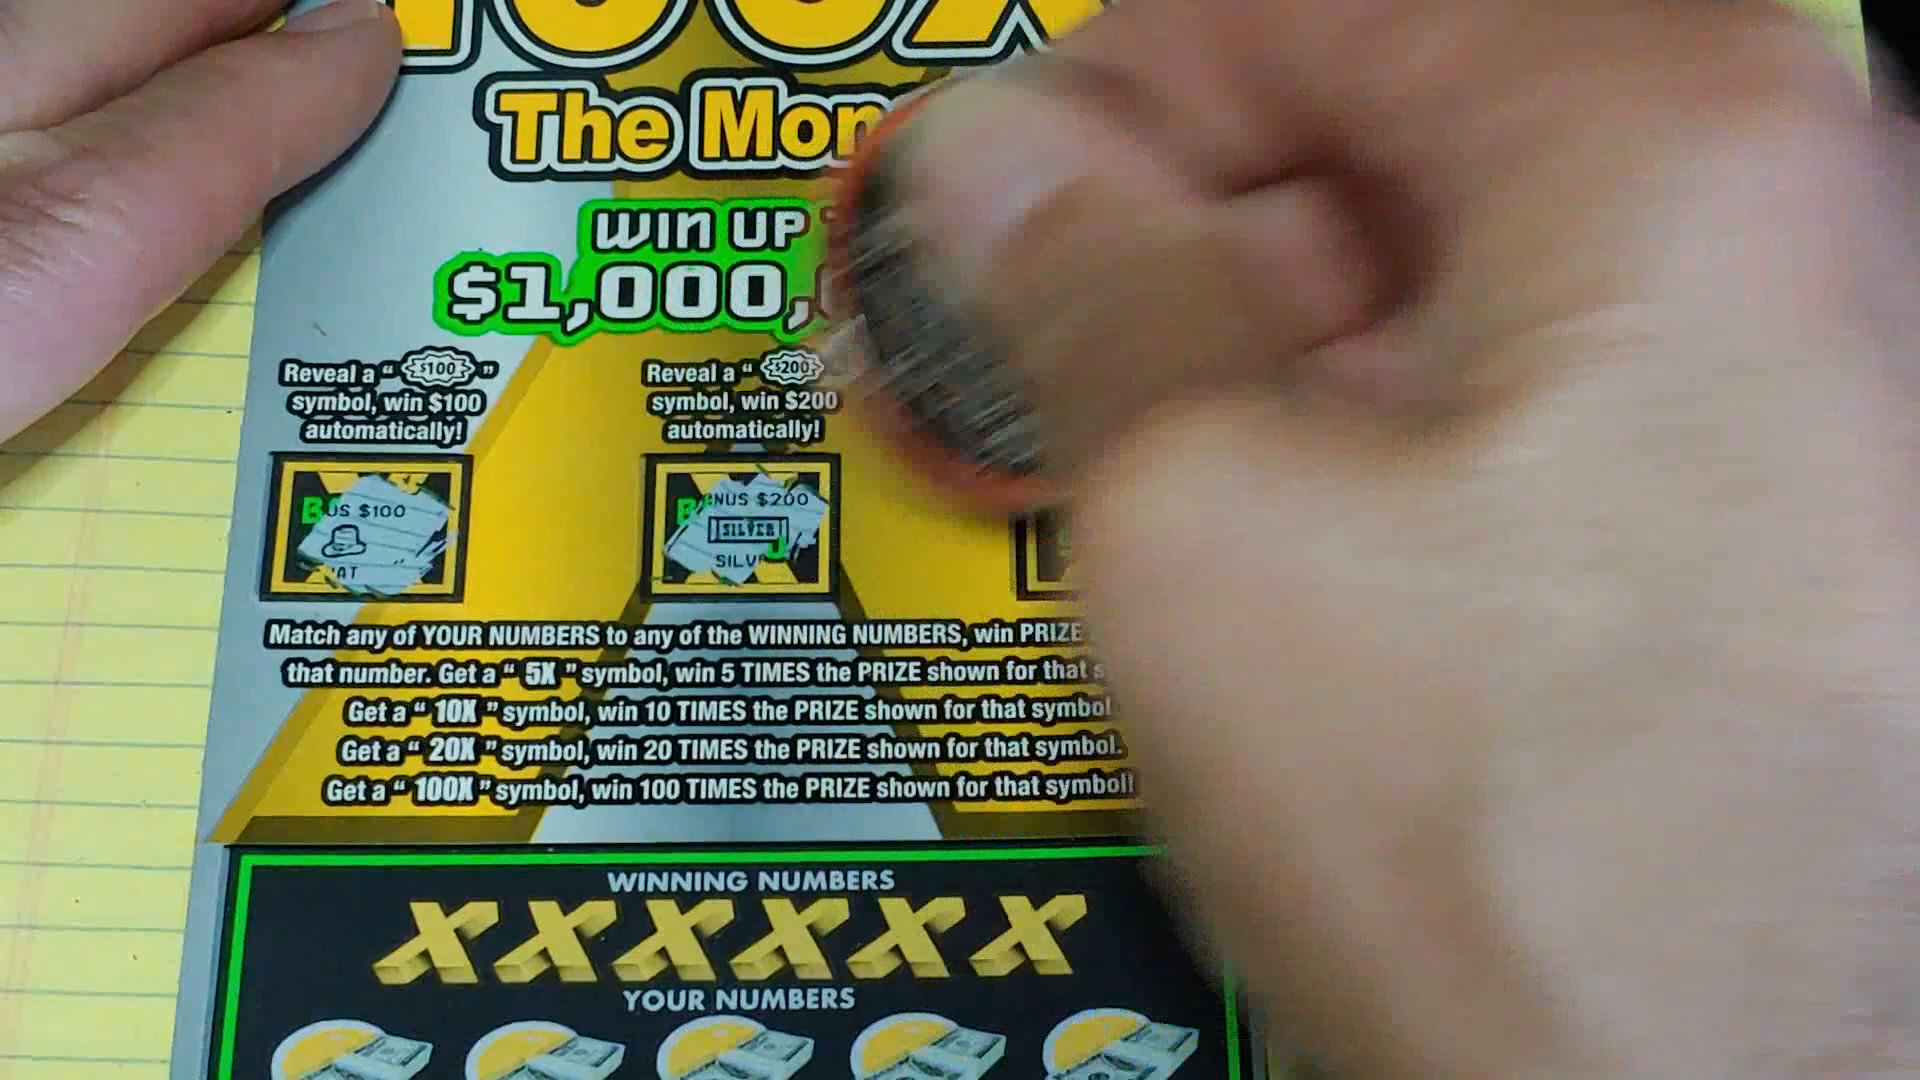 100X
The Mon
WIN UP
$1,000,
Reveal a “ $100 ”
symbol, win $100
automatically!
Reveal a “ $200
symbol, win $200
automatically!
US $100
AT
NUS $200
SILVER
SILV
Match any of YOUR NUMBERS to any of the WINNING NUMBERS, win PRIZE
that number. Get a “ 5X ” symbol, win 5 TIMES the PRIZE shown for that s
Get a “ 10X ” symbol, win 10 TIMES the PRIZE shown for that symbol
Get a “ 20X ” symbol, win 20 TIMES the PRIZE shown for that symbol.
Get a “ 100X ” symbol, win 100 TIMES the PRIZE shown for that symbol!
WINNING NUMBERS
XXXXXX
YOUR NUMBERS